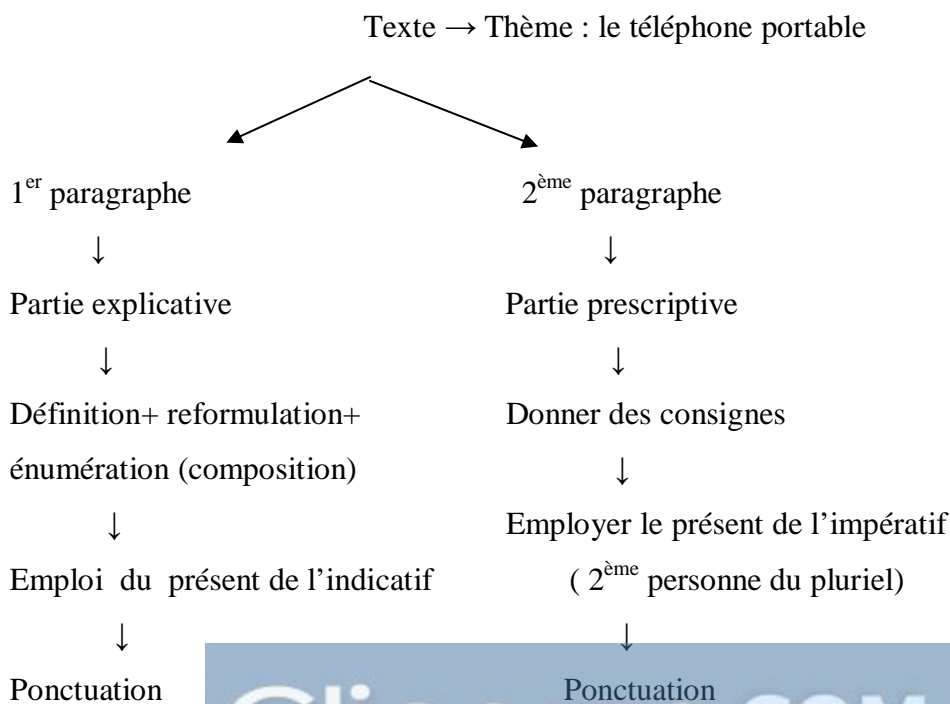 Texte → Thème : le téléphone portable
1er paragraphe
↓
Partie explicative
↓
Définition+ reformulation+
énumération (composition)
↓
Emploi du présent de l’indicatif
↓
Ponctuation
2ème paragraphe
↓
Partie prescriptive
↓
Donner des consignes
↓
Employer le présent de l’impératif
( 2ème personne du pluriel)
↓
Ponctuation